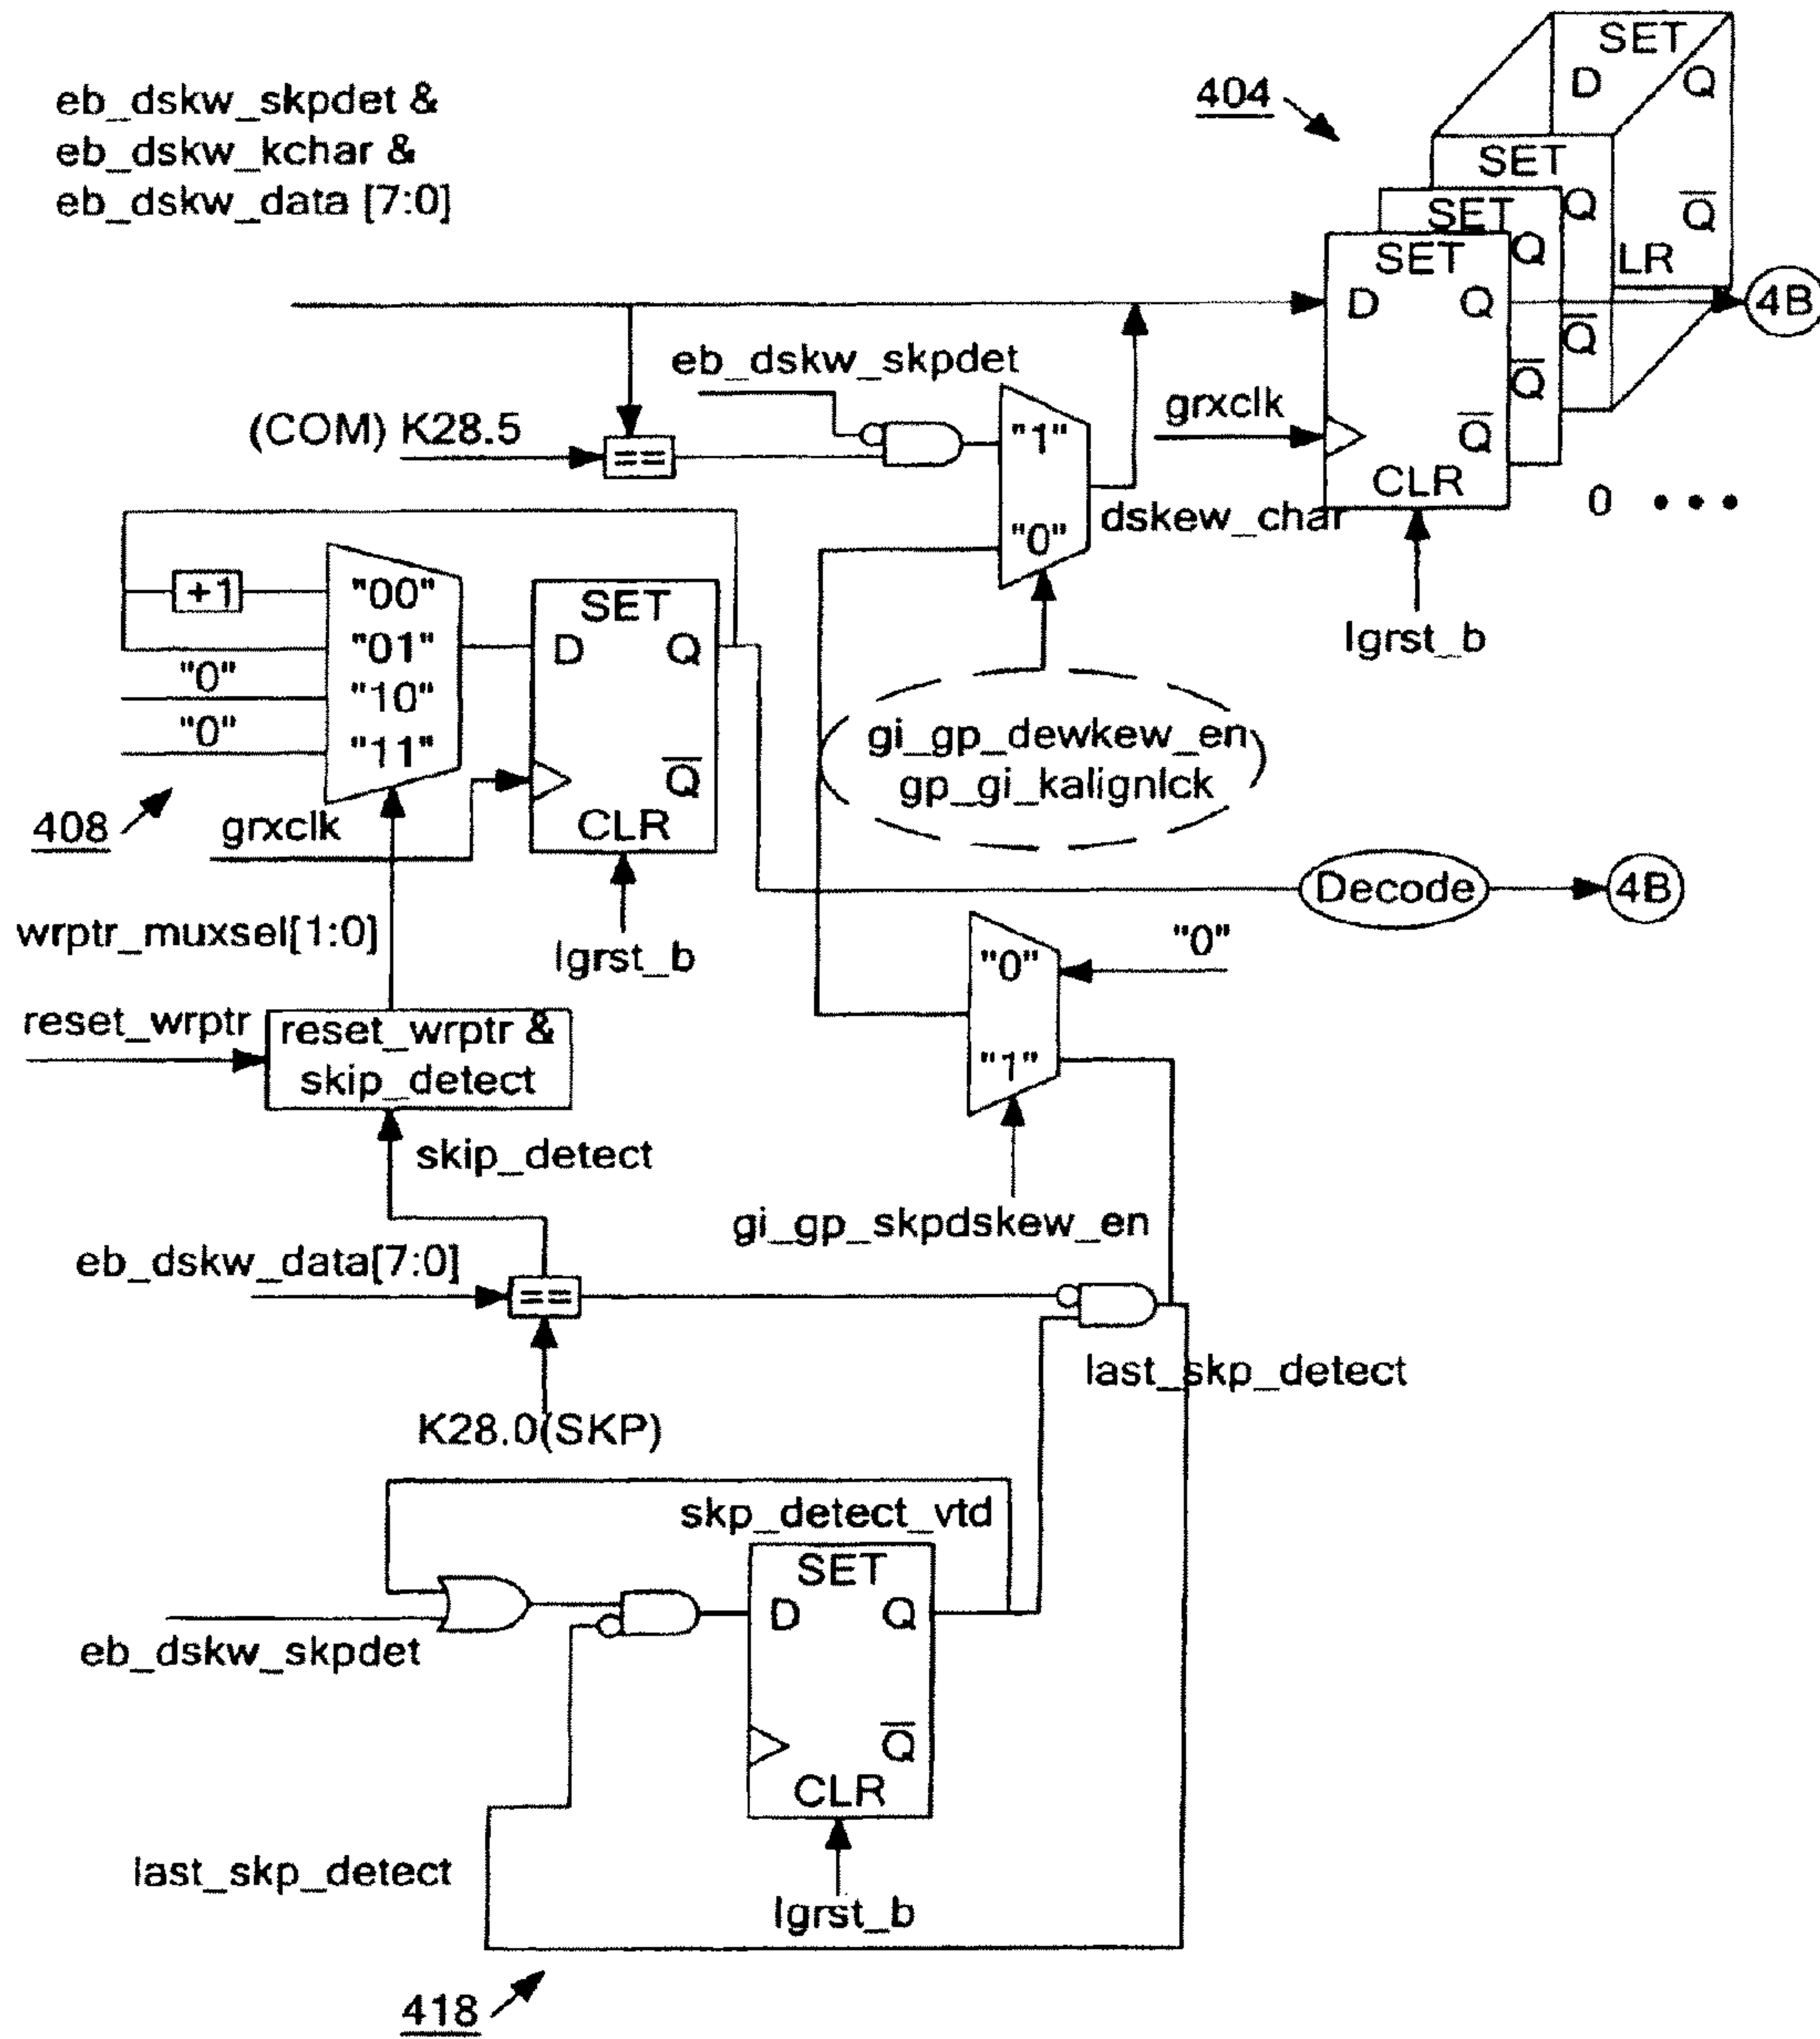 eb_dskw_skpdet &
eb_dskw_kchar &
eb_dskw_data [7:0]
404
SET
D Q
Q
LR
SET
Q
Q
SET
Q
Q
SET
D Q
Q
CLR
4B
grxclk
lgrst_b
0 • • •
eb_dskw_skpdet
(COM) K28.5
==
"1"
"0"
dskew_char
gi_gp_dewkew_en
gp_gi_kalignlck
+1
"00"
"01"
"0"
"10"
"0"
"11"
408
SET
D Q
Q
CLR
grxclk
lgrst_b
Decode
4B
wrptr_muxsel[1:0]
"0"
"0"
"1"
reset_wrptr
reset_wrptr &
skip_detect
skip_detect
gi_gp_skpdskew_en
eb_dskw_data[7:0]
==
last_skp_detect
K28.0(SKP)
skp_detect_vtd
SET
D Q
Q
CLR
eb_dskw_skpdet
last_skp_detect
lgrst_b
418